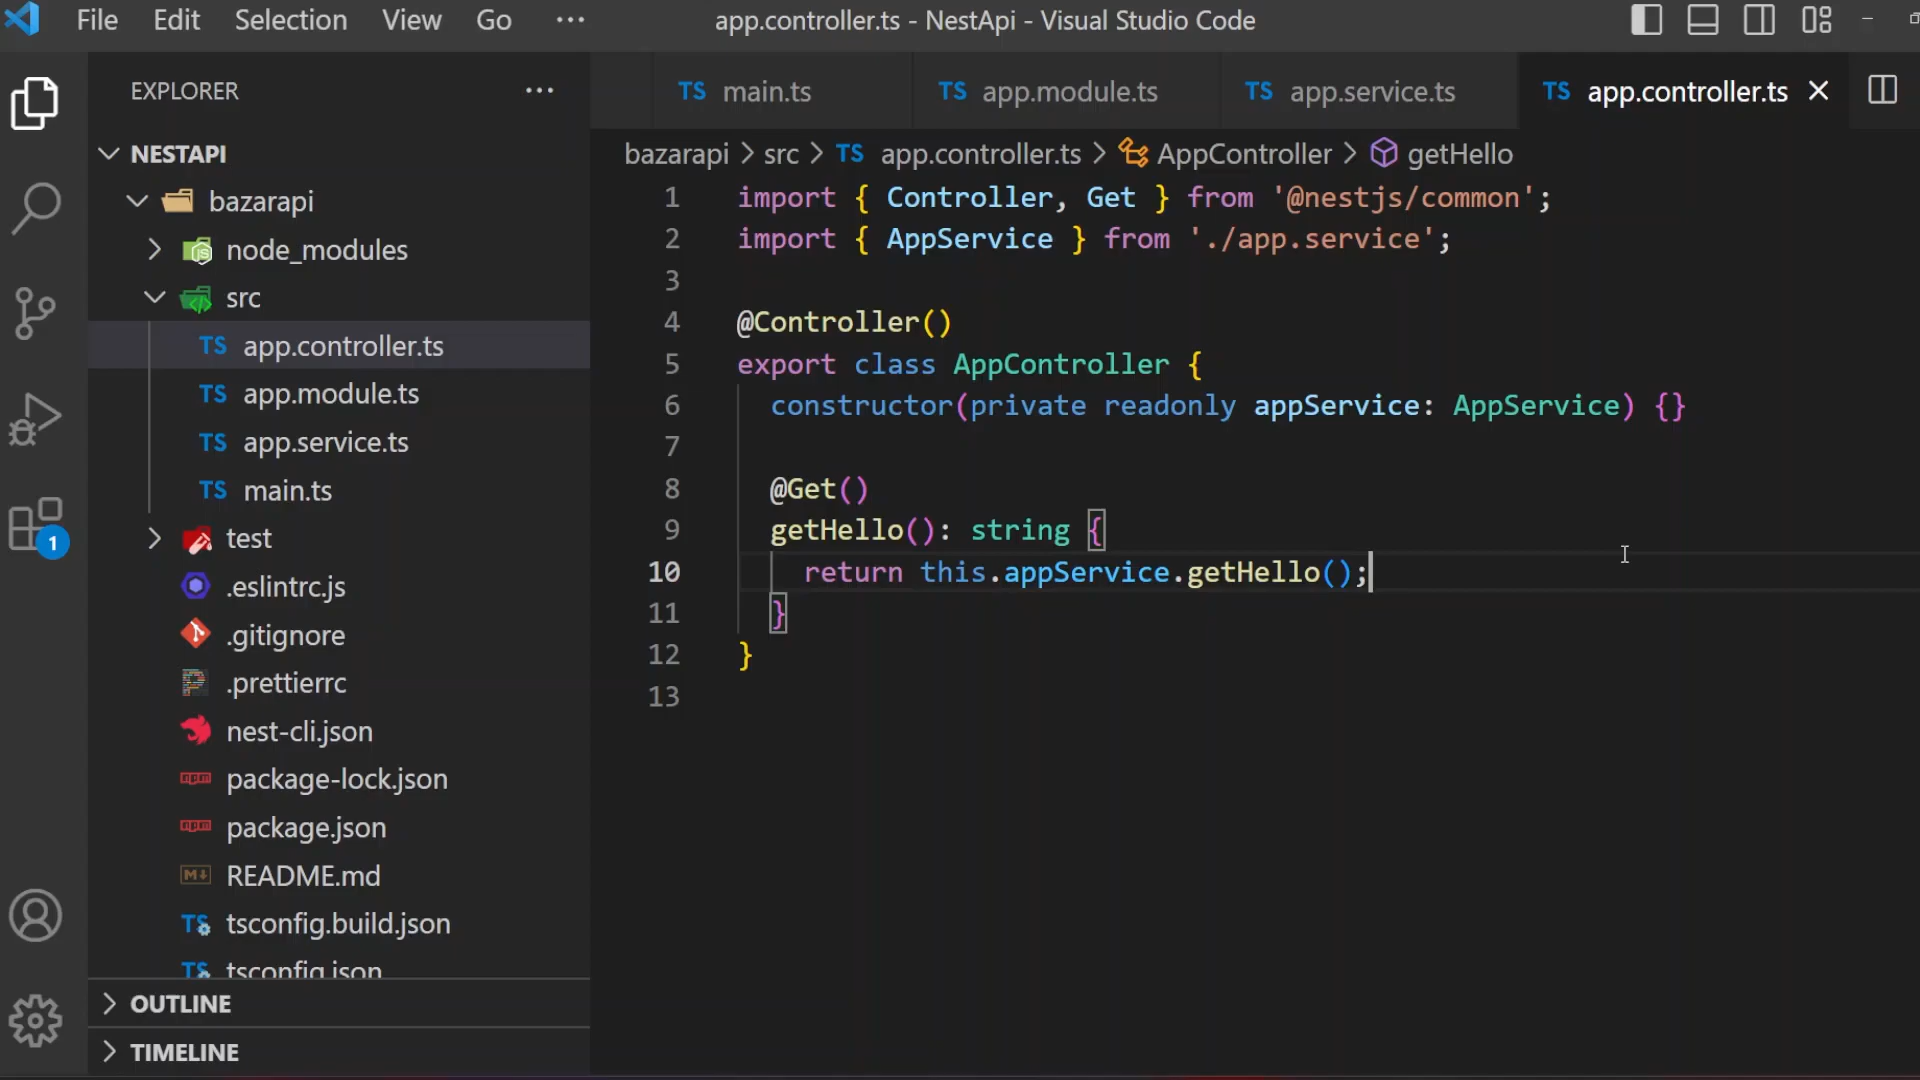 File Edit Selection View Go ··· app.controller.ts - NestApi - Visual Studio Code
EXPLORER ···
NESTAPI
bazarapi
node_modules
src
TS app.controller.ts
TS app.module.ts
TS app.service.ts
TS main.ts
test
.eslintrc.js
.gitignore
.prettierrc
nest-cli.json
package-lock.json
package.json
README.md
tsconfig.build.json
tsconfig.json
OUTLINE
TIMELINE
1
TS main.ts TS app.module.ts TS app.service.ts TS app.controller.ts
bazarapi > src > TS app.controller.ts > AppController > getHello
1 import { Controller, Get } from '@nestjs/common';
2 import { AppService } from './app.service';
3
4 @Controller()
5 export class AppController {
6 constructor(private readonly appService: AppService) {}
7
8 @Get()
9 getHello(): string {
10 return this.appService.getHello();
11 }
12 }
13